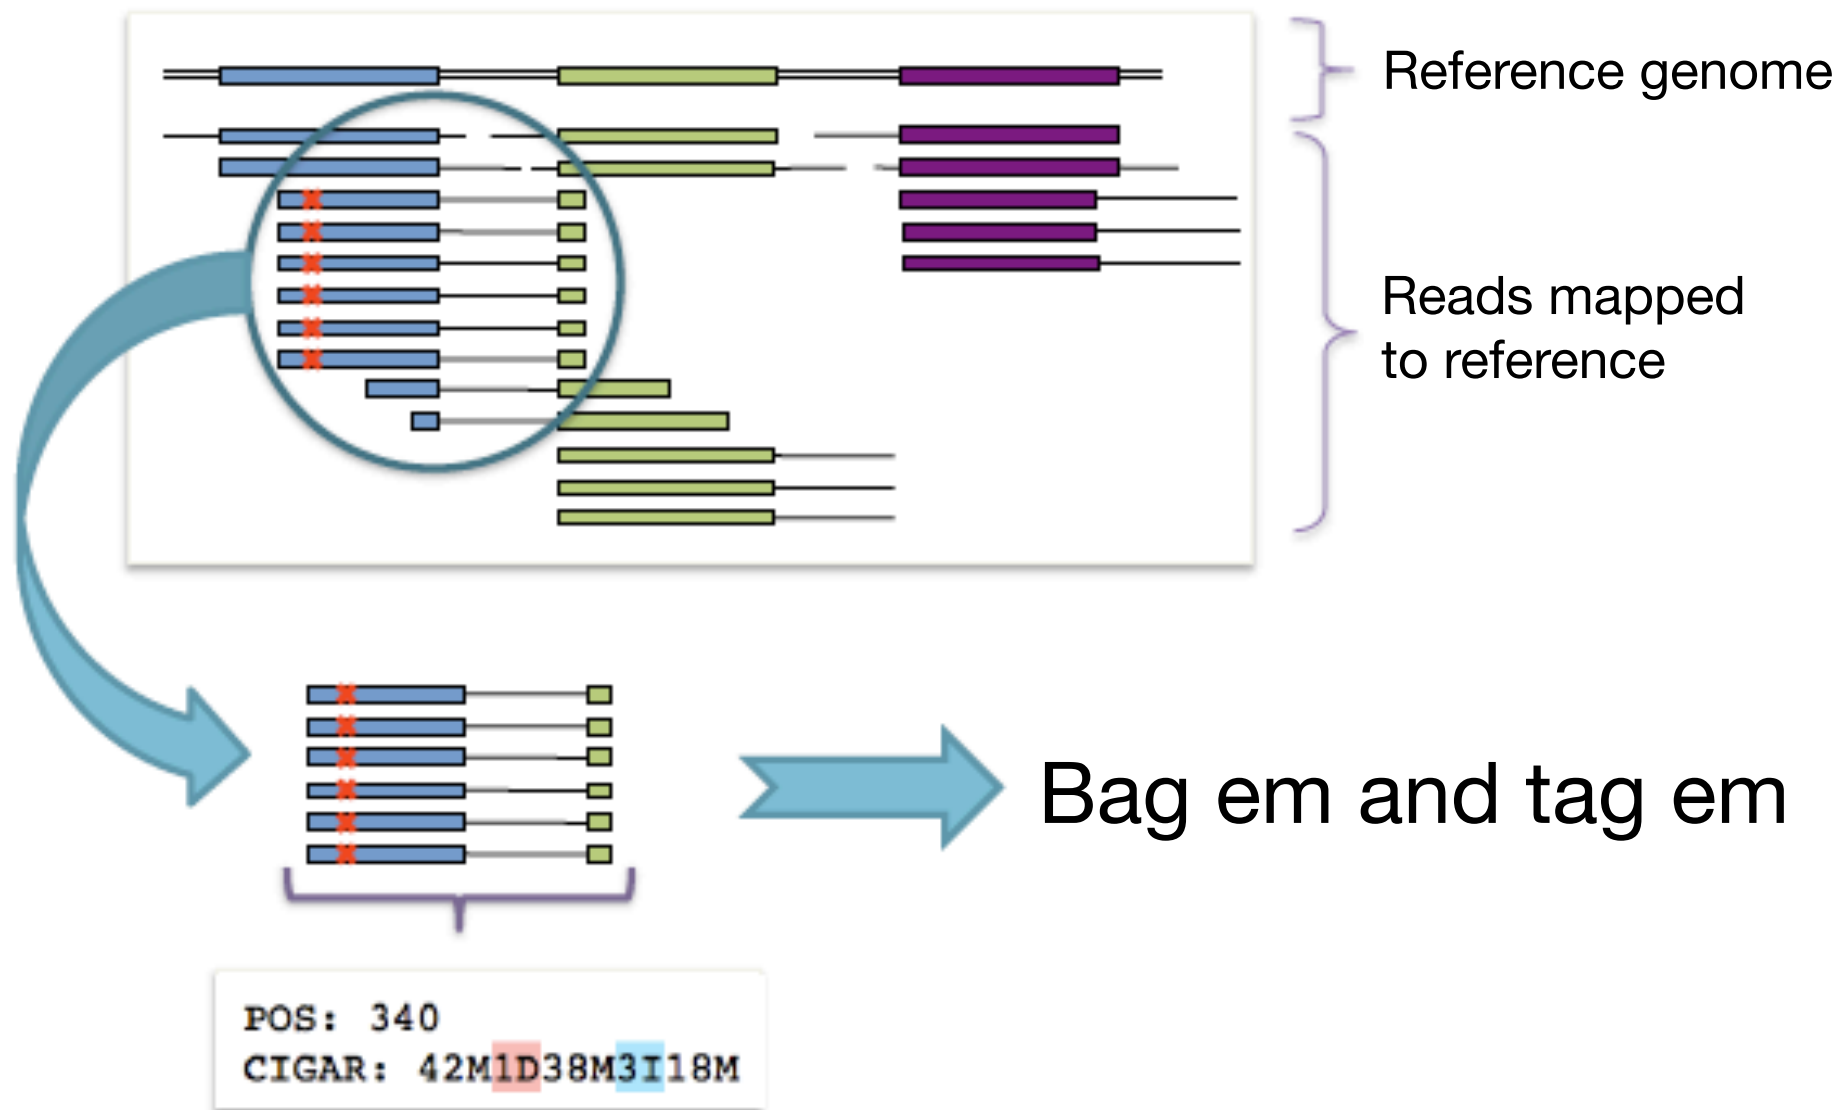 Reference genome
Reads mapped
to reference
Bag em and tag em
POS: 340
CIGAR: 42M1D38M3I18M